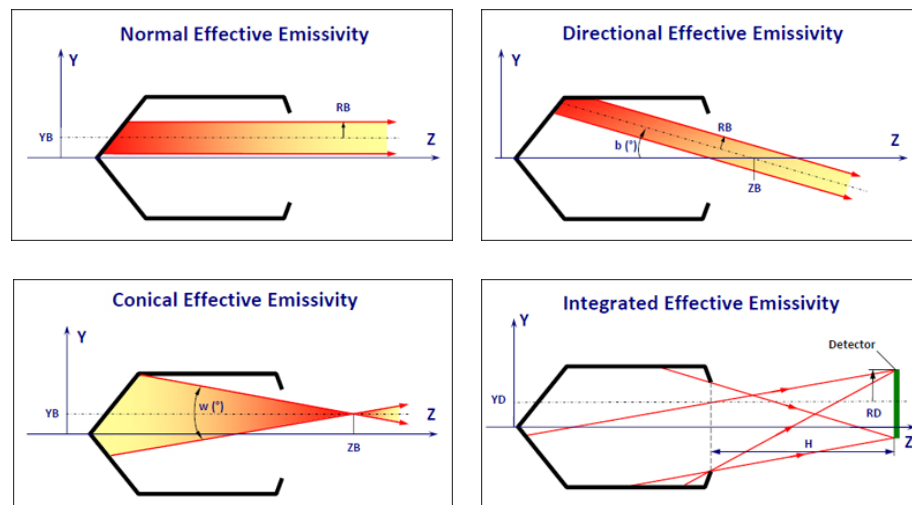 Normal Effective Emissivity
Y
RB
YB
Z
Directional Effective Emissivity
Y
RB
b (°)
Z
ZB
Conical Effective Emissivity
Y
w (°)
YB
Z
ZB
Integrated Effective Emissivity
Detector
Y
YD
RD
Z
H